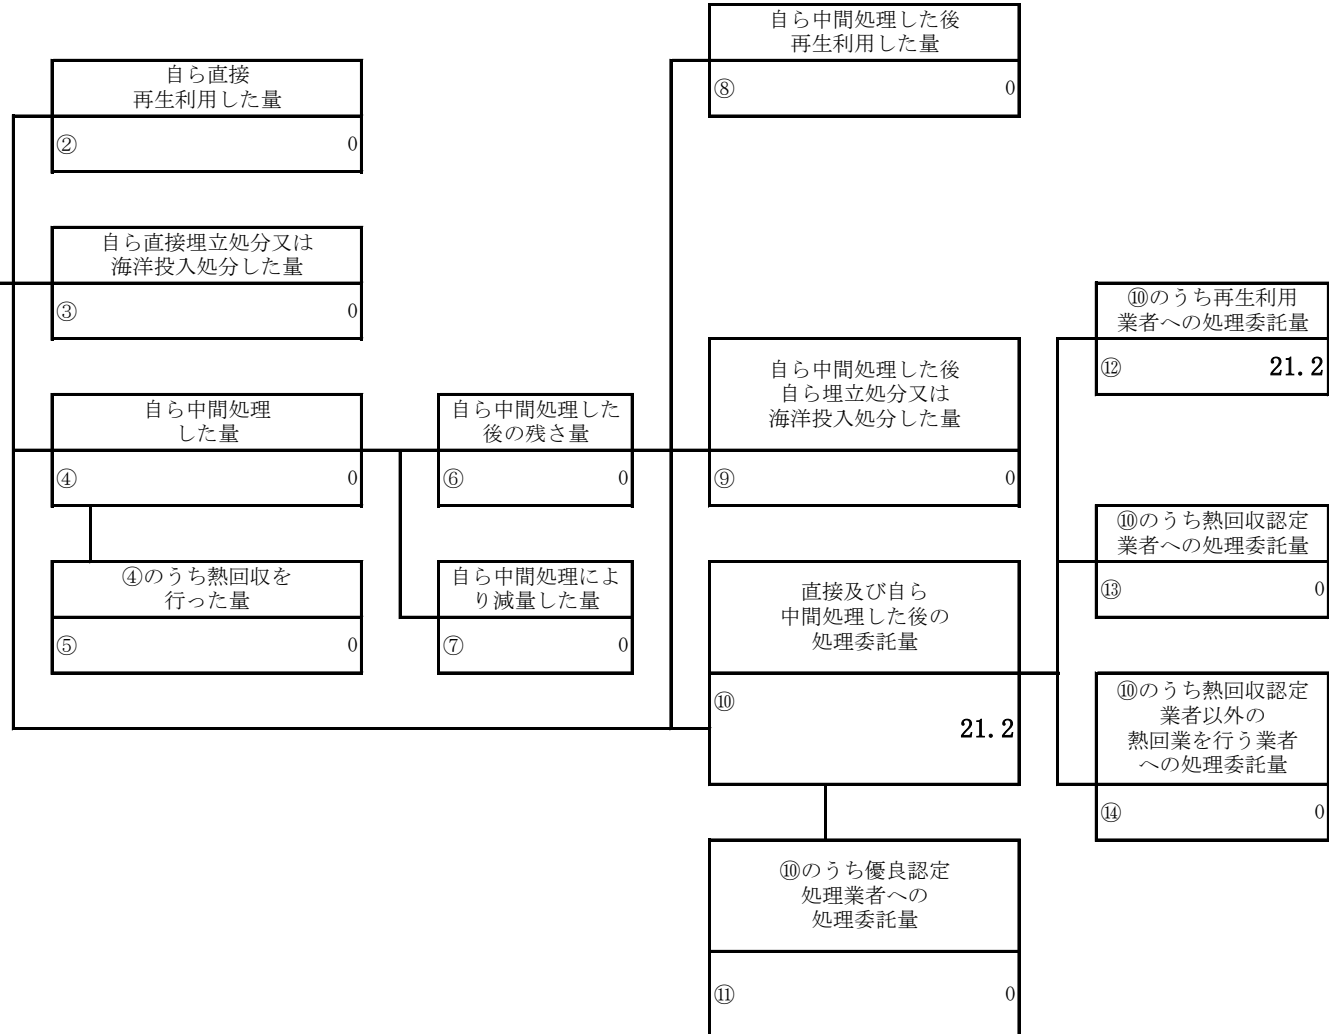 自ら中間処理した後
再生利用した量
⑧ 0
自ら直接
再生利用した量
② 0
自ら直接埋立処分又は
海洋投入処分した量
③ 0
⑩のうち再生利用
業者への処理委託量
⑫ 21.2
自ら中間処理した後
自ら埋立処分又は
海洋投入処分した量
⑨ 0
自ら中間処理
した量
④ 0
自ら中間処理した
後の残さ量
⑥ 0
⑩のうち熱回収認定
業者への処理委託量
⑬ 0
④のうち熱回収を
行った量
⑤ 0
自ら中間処理によ
り減量した量
⑦ 0
直接及び自ら
中間処理した後の
処理委託量
⑩
21.2
⑩のうち熱回収認定
業者以外の
熱回業を行う業者
への処理委託量
⑭ 0
⑩のうち優良認定
処理業者への
処理委託量
⑪ 0